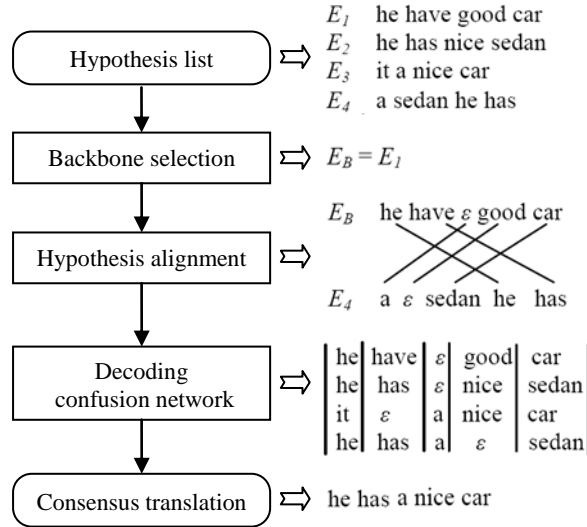 Hypothesis list
E1 he have good car
E2 he has nice sedan
E3 it a nice car
E4 a sedan he has
Backbone selection
EB = E1
Hypothesis alignment
EB he have ε good car
E4 a ε sedan he has
Decoding
confusion network
he have ε good car
he has ε nice sedan
it ε a nice car
he has a ε sedan
Consensus translation
he has a nice car